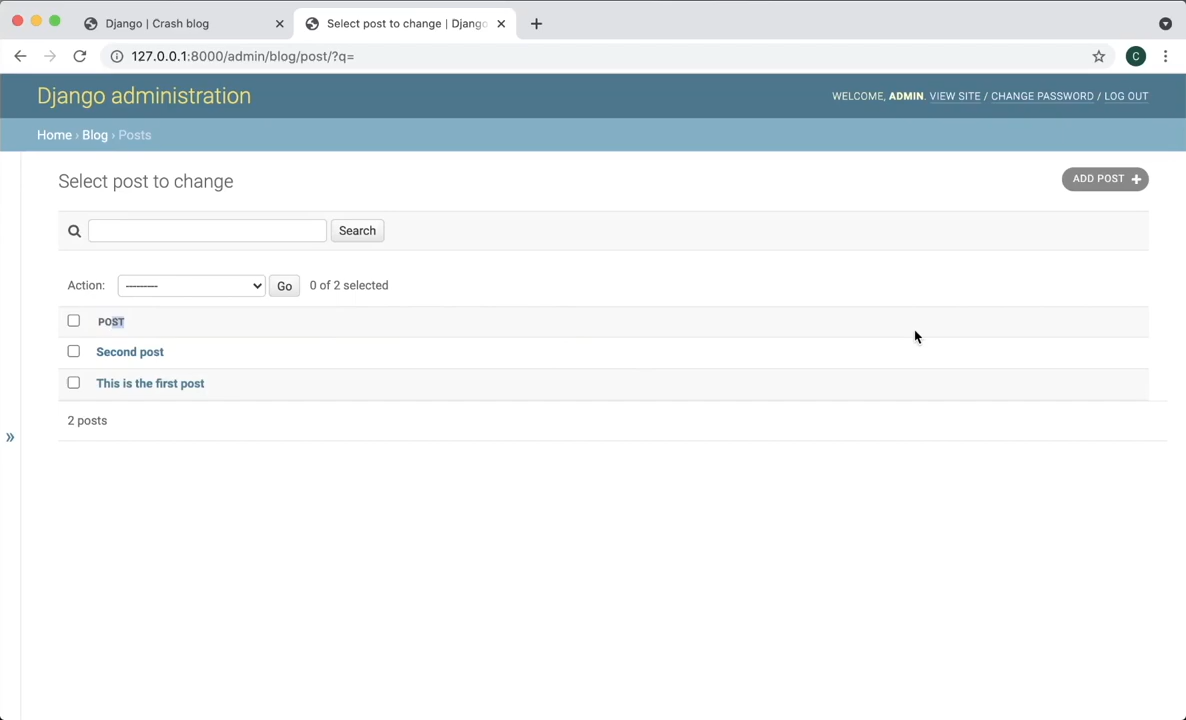 Django | Crash blog
Select post to change | Django
127.0.0.1:8000/admin/blog/post/?q=
C
Django administration
WELCOME, ADMIN. VIEW SITE / CHANGE PASSWORD / LOG OUT
Home › Blog › Posts
Select post to change
ADD POST +
Search
Action: --------- Go 0 of 2 selected
POST
Second post
This is the first post
2 posts
»